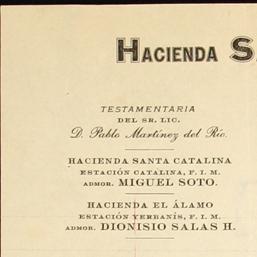 HACIENDA S
TESTAMENTARIA
DEL SR. LIC.
D. Pablo Martínez del Río.
HACIENDA SANTA CATALINA
ESTACIÓN CATALINA, F. I. M.
ADMOR. MIGUEL SOTO.
HACIENDA EL ÁLAMO
ESTACIÓN YERBANÍS, F. I. M.
ADMOR. DIONISIO SALAS H.